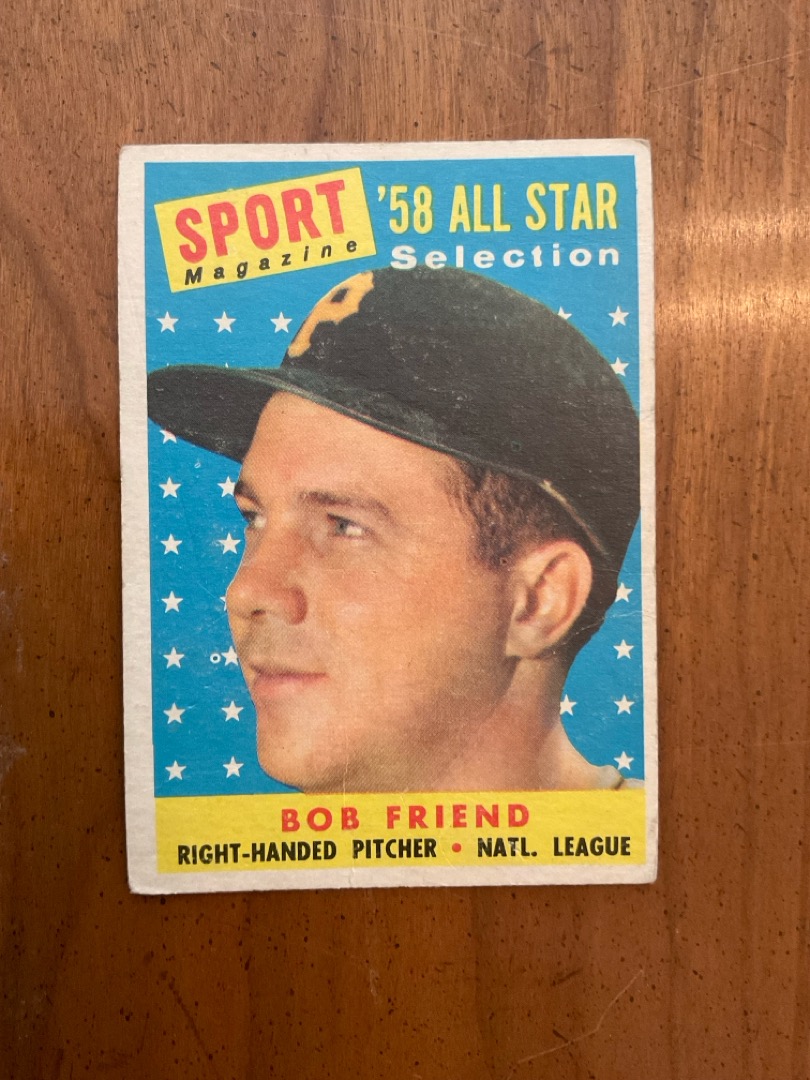 SPORT
Magazine
'58 ALL STAR
Selection
P
BOB FRIEND
RIGHT-HANDED PITCHER • NATL. LEAGUE